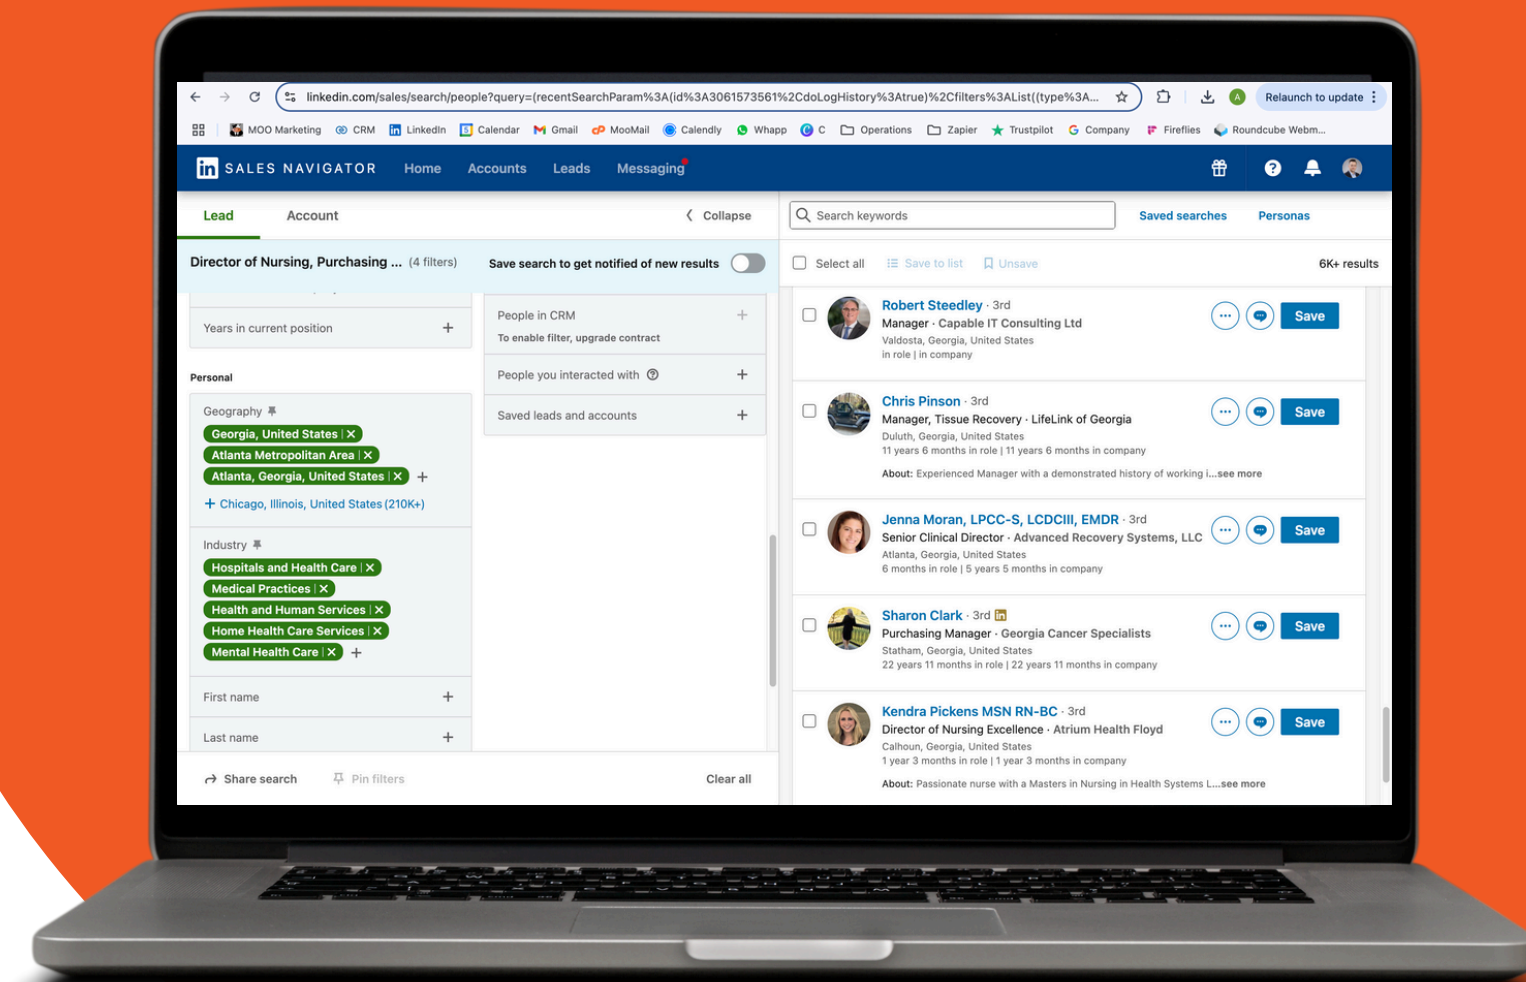 linkedin.com/sales/search/people?query=(recentSearchParam%3A(id%3A3061573561%2CdoLogHistory%3Atrue)%2Cfilters%3AList((type%3A...
A
Relaunch to update
MOO Marketing CRM LinkedIn Calendar Gmail MooMail Calendly Whapp C Operations Zapier Trustpilot Company Fireflies Roundcube Webm...
in SALES NAVIGATOR Home Accounts Leads Messaging
Lead Account Collapse
Search keywords Saved searches Personas
Director of Nursing, Purchasing ... (4 filters) Save search to get notified of new results
Select all Save to list Unsave 6K+ results
Years in current position
Personal
Geography
Georgia, United States | X
Atlanta Metropolitan Area | X
Atlanta, Georgia, United States | X +
+ Chicago, Illinois, United States (210K+)
Industry
Hospitals and Health Care | X
Medical Practices | X
Health and Human Services | X
Home Health Care Services | X
Mental Health Care | X +
First name +
Last name +
Share search Pin filters Clear all
People in CRM +
To enable filter, upgrade contract
People you interacted with +
Saved leads and accounts +
Robert Steedley · 3rd
Manager · Capable IT Consulting Ltd
Valdosta, Georgia, United States
in role | in company
Save
Chris Pinson · 3rd
Manager, Tissue Recovery · LifeLink of Georgia
Duluth, Georgia, United States
11 years 6 months in role | 11 years 6 months in company
About: Experienced Manager with a demonstrated history of working i...see more
Save
Jenna Moran, LPCC-S, LCDCIII, EMDR · 3rd
Senior Clinical Director · Advanced Recovery Systems, LLC
Atlanta, Georgia, United States
6 months in role | 5 years 5 months in company
Save
Sharon Clark · 3rd in
Purchasing Manager · Georgia Cancer Specialists
Statham, Georgia, United States
22 years 11 months in role | 22 years 11 months in company
Save
Kendra Pickens MSN RN-BC · 3rd
Director of Nursing Excellence · Atrium Health Floyd
Calhoun, Georgia, United States
1 year 3 months in role | 1 year 3 months in company
About: Passionate nurse with a Masters in Nursing in Health Systems L...see more
Save